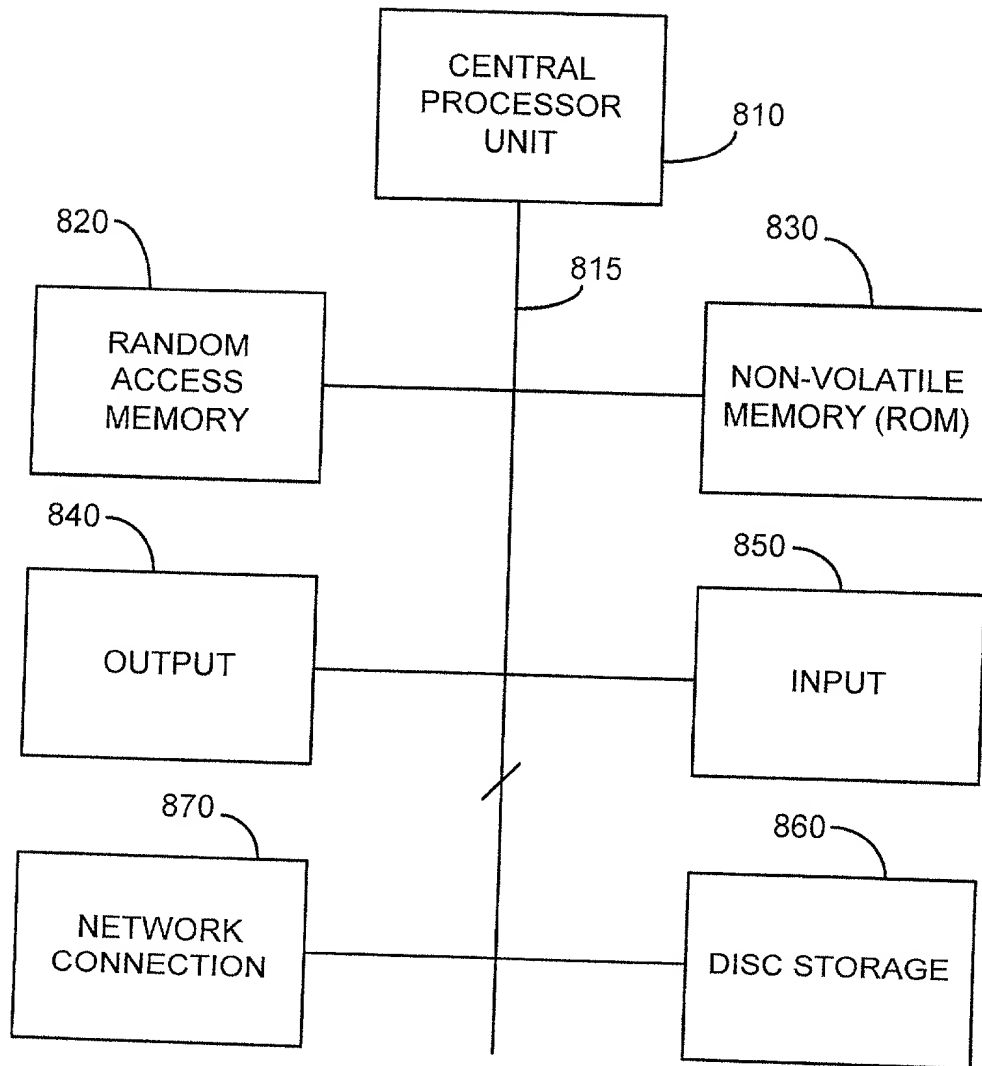 CENTRAL
PROCESSOR
UNIT
810
820
815
830
RANDOM
ACCESS
MEMORY
NON-VOLATILE
MEMORY (ROM)
840
850
OUTPUT
INPUT
870
860
NETWORK
CONNECTION
DISC STORAGE